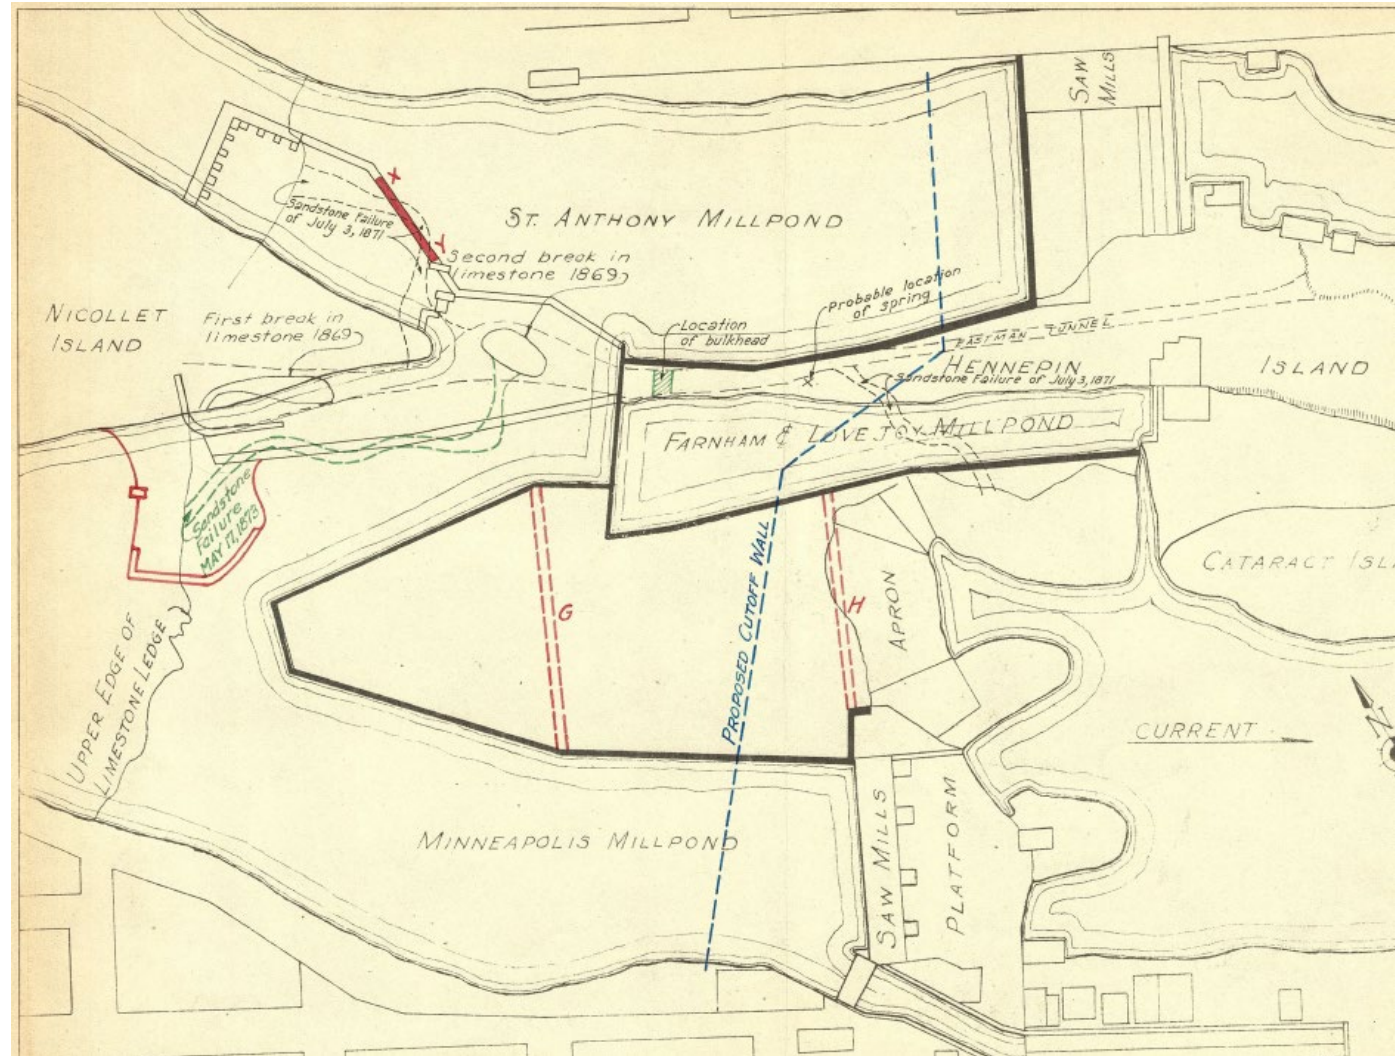 SAW
MILLS
X
Sandstone Failure
of July 3, 1871
Y
ST. ANTHONY MILLPOND
Second break in
limestone 1869
NICOLLET
ISLAND
First break in
limestone 1869
Location
of bulkhead
Probable location
of spring
X
EASTMAN TUNNEL
HENNEPIN
ISLAND
Sandstone Failure of July 3, 1871
FARNHAM & LOVEJOY MILLPOND
Sandstone
Failure
MAY 17, 1873
G
H
PROPOSED CUTOFF WALL
APRON
CATARACT ISL
UPPER EDGE OF
LIMESTONE LEDGE
CURRENT
N
MINNEAPOLIS MILLPOND
SAW MILLS
PLATFORM